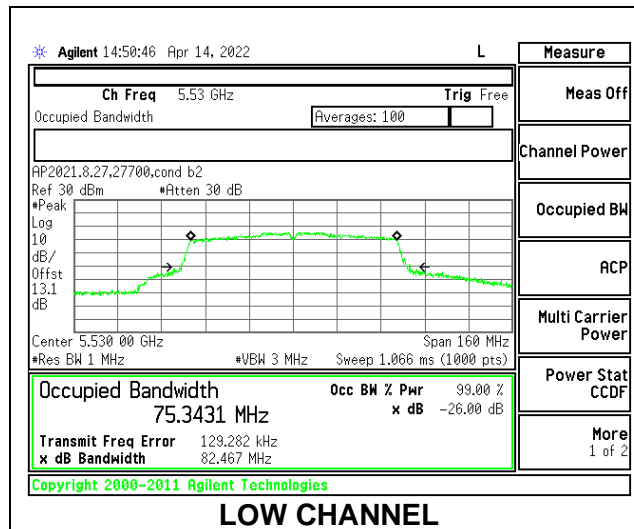 Agilent 14:50:46 Apr 14, 2022 L Measure
Ch Freq 5.53 GHz Trig Free
Occupied Bandwidth Averages: 100
AP2021.8.27,27700,cond b2
Ref 30 dBm #Atten 30 dB
#Peak
Log
10
dB/
Offst
13.1
dB
Center 5.530 00 GHz Span 160 MHz
#Res BW 1 MHz #VBW 3 MHz Sweep 1.066 ms (1000 pts)
Occupied Bandwidth Occ BW % Pwr 99.00 %
75.3431 MHz x dB -26.00 dB
Transmit Freq Error 129.282 kHz
x dB Bandwidth 82.467 MHz
Copyright 2000-2011 Agilent Technologies
Meas Off
Channel Power
Occupied BW
ACP
Multi Carrier
Power
Power Stat
CCDF
More
1 of 2
LOW CHANNEL